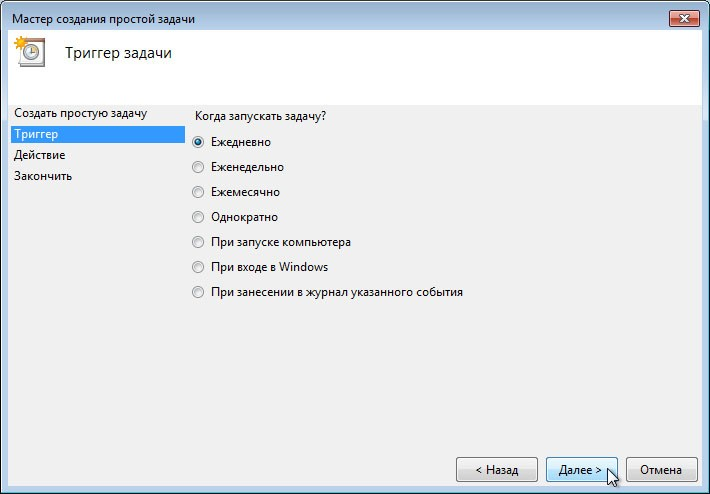 Мастер создания простой задачи
Триггер задачи
Создать простую задачу
Триггер
Действие
Закончить
Когда запускать задачу?
Ежедневно
Еженедельно
Ежемесячно
Однократно
При запуске компьютера
При входе в Windows
При занесении в журнал указанного события
< Назад
Далее >
Отмена